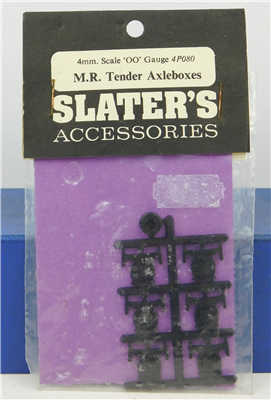 4mm. Scale 'OO' Gauge 4P080
M.R. Tender Axleboxes
SLATER'S
ACCESSORIES